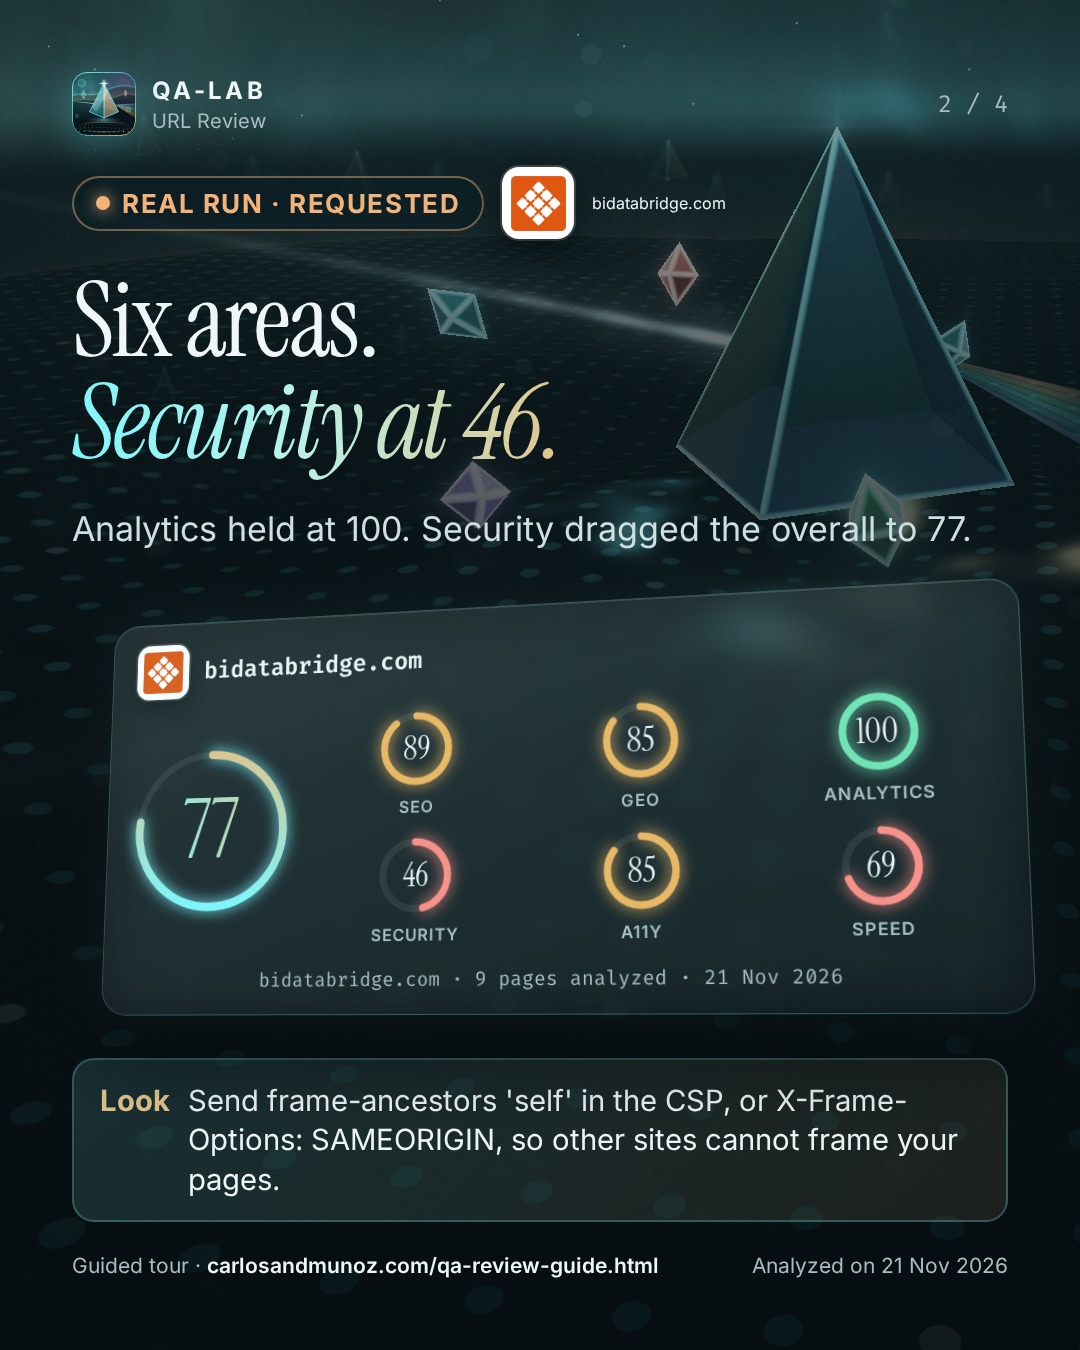 QA-LAB
URL Review
2 / 4
REAL RUN · REQUESTED
bidatabridge.com
Six areas.
Security at 46.
Analytics held at 100. Security dragged the overall to 77.
bidatabridge.com
77
89
SEO
85
GEO
100
ANALYTICS
46
SECURITY
85
A11Y
69
SPEED
bidatabridge.com · 9 pages analyzed · 21 Nov 2026
Look Send frame-ancestors 'self' in the CSP, or X-Frame-
Options: SAMEORIGIN, so other sites cannot frame your
pages.
Guided tour · carlosandmunoz.com/qa-review-guide.html
Analyzed on 21 Nov 2026